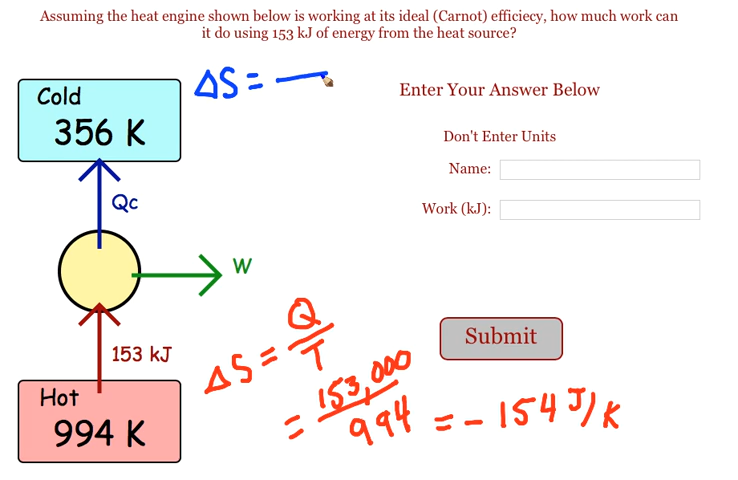 Assuming the heat engine shown below is working at its ideal (Carnot) efficiecy, how much work can
it do using 153 kJ of energy from the heat source?
Cold
356 K
ΔS = —
Enter Your Answer Below
Don't Enter Units
Name:
Work (kJ):
Qc
W
153 kJ
Submit
Hot
994 K
ΔS = Q/T
= 153,000/994 = - 154 J/K